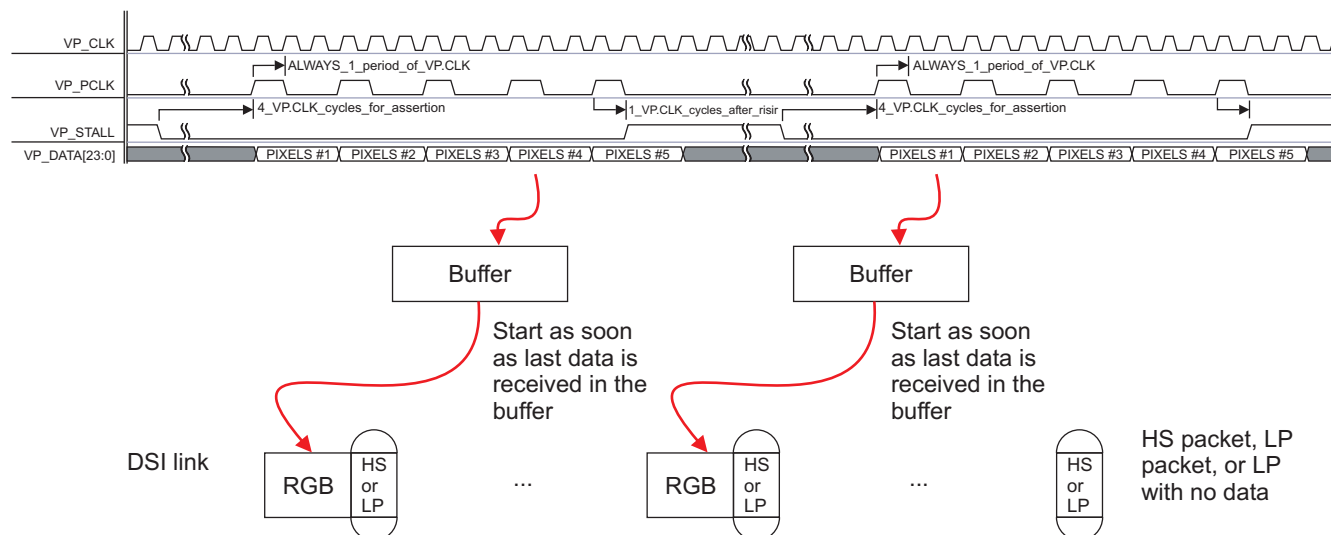 VP_CLK
ALWAYS_1_period_of_VP.CLK
ALWAYS_1_period_of_VP.CLK
VP_PCLK
4_VP.CLK_cycles_for_assertion
1_VP.CLK_cycles_after_risir
4_VP.CLK_cycles_for_assertion
VP_STALL
VP_DATA[23:0]
PIXELS #1
PIXELS #2
PIXELS #3
PIXELS #4
PIXELS #5
PIXELS #1
PIXELS #2
PIXELS #3
PIXELS #4
PIXELS #5
Buffer
Buffer
Start as soon
as last data is
received in the
buffer
Start as soon
as last data is
received in the
buffer
DSI link
RGB
HS
or
LP
...
RGB
HS
or
LP
...
HS
or
LP
HS packet, LP
packet, or LP
with no data